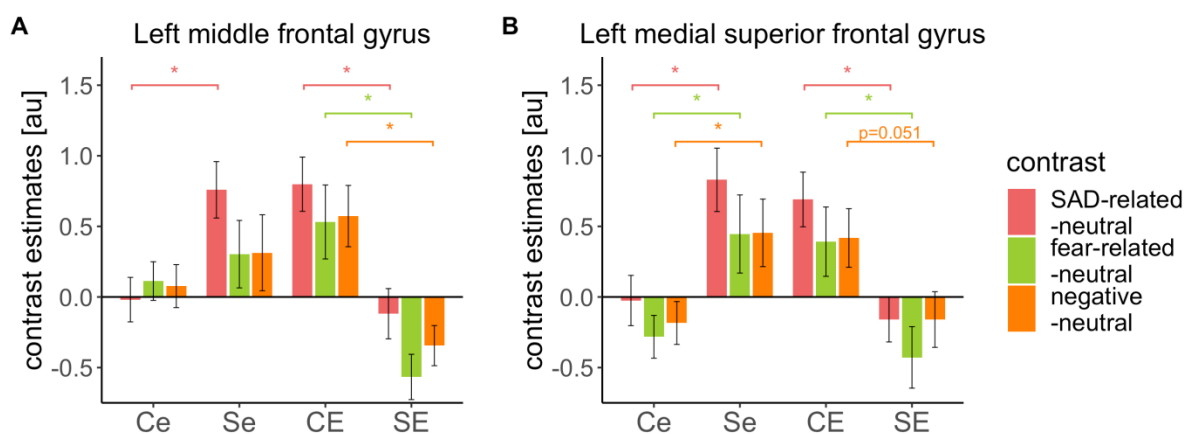 A
Left middle frontal gyrus
contrast estimates [au]
1.5
1.0
0.5
0.0
-0.5
*
*
*
*
Ce
Se
CE
SE
B
Left medial superior frontal gyrus
contrast estimates [au]
1.5
1.0
0.5
0.0
-0.5
*
*
*
*
*
p=0.051
Ce
Se
CE
SE
contrast
SAD-related
-neutral
fear-related
-neutral
negative
-neutral